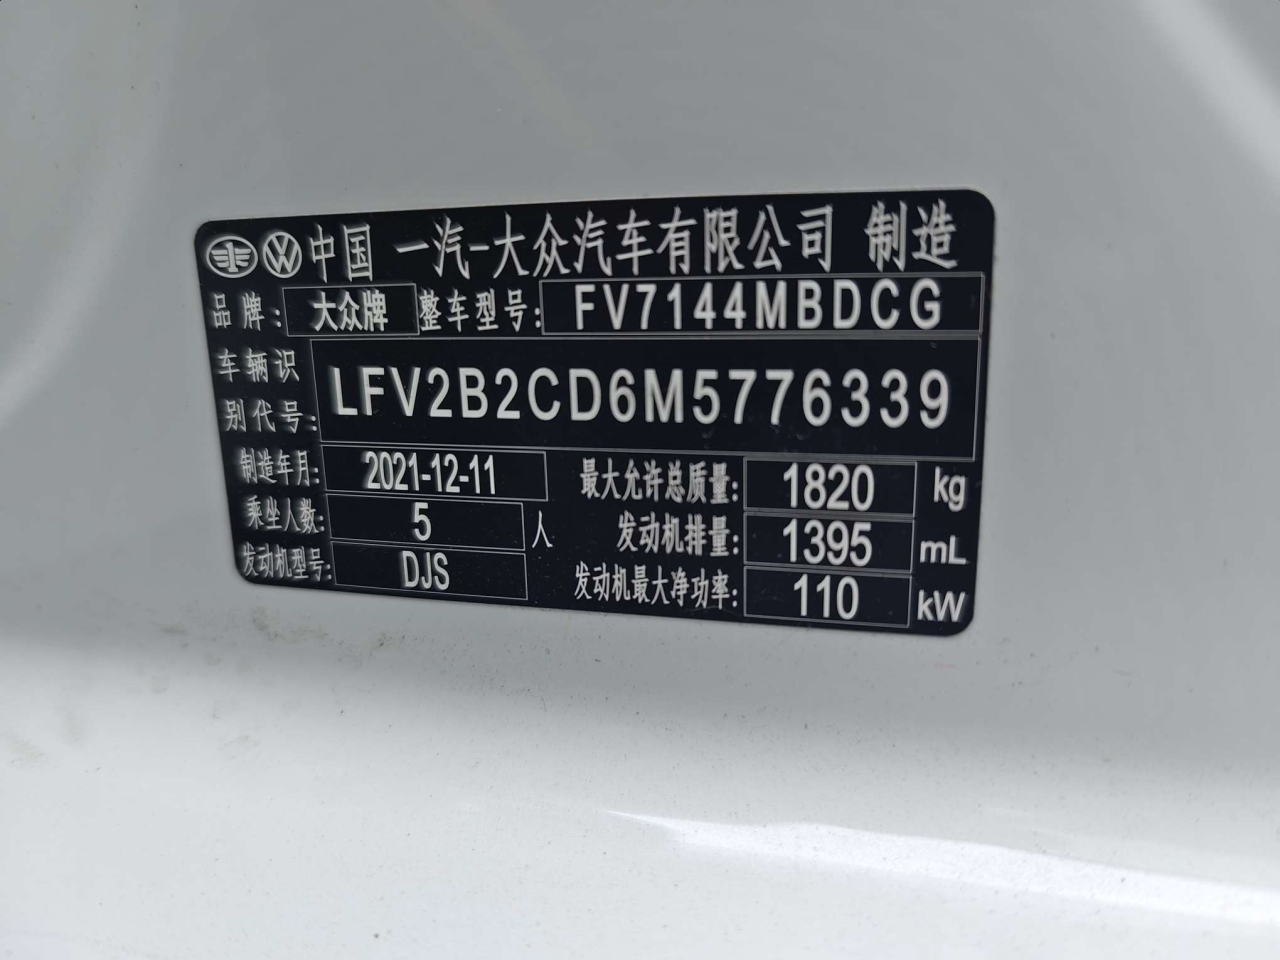 中国 一汽-大众汽车有限公司 制造
品牌: 大众牌 整车型号: FV7144MBDCG
车辆识别代号: LFV2B2CD6M5776339
制造年月: 2021-12-11 最大允许总质量: 1820 kg
乘坐人数: 5 人 发动机排量: 1395 mL
发动机型号: DJS 发动机最大净功率: 110 kW